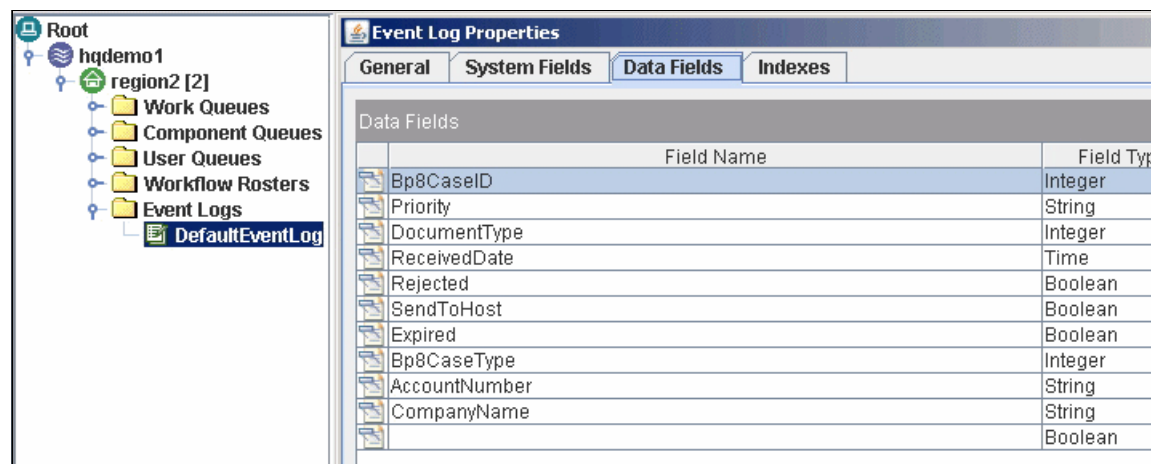 Root
hqdemo1
region2 [2]
Work Queues
Component Queues
User Queues
Workflow Rosters
Event Logs
DefaultEventLog
Event Log Properties
General System Fields Data Fields Indexes
Data Fields
Field Name Field Typ
Bp8CaseID Integer
Priority String
DocumentType Integer
ReceivedDate Time
Rejected Boolean
SendToHost Boolean
Expired Boolean
Bp8CaseType Integer
AccountNumber String
CompanyName String
Boolean